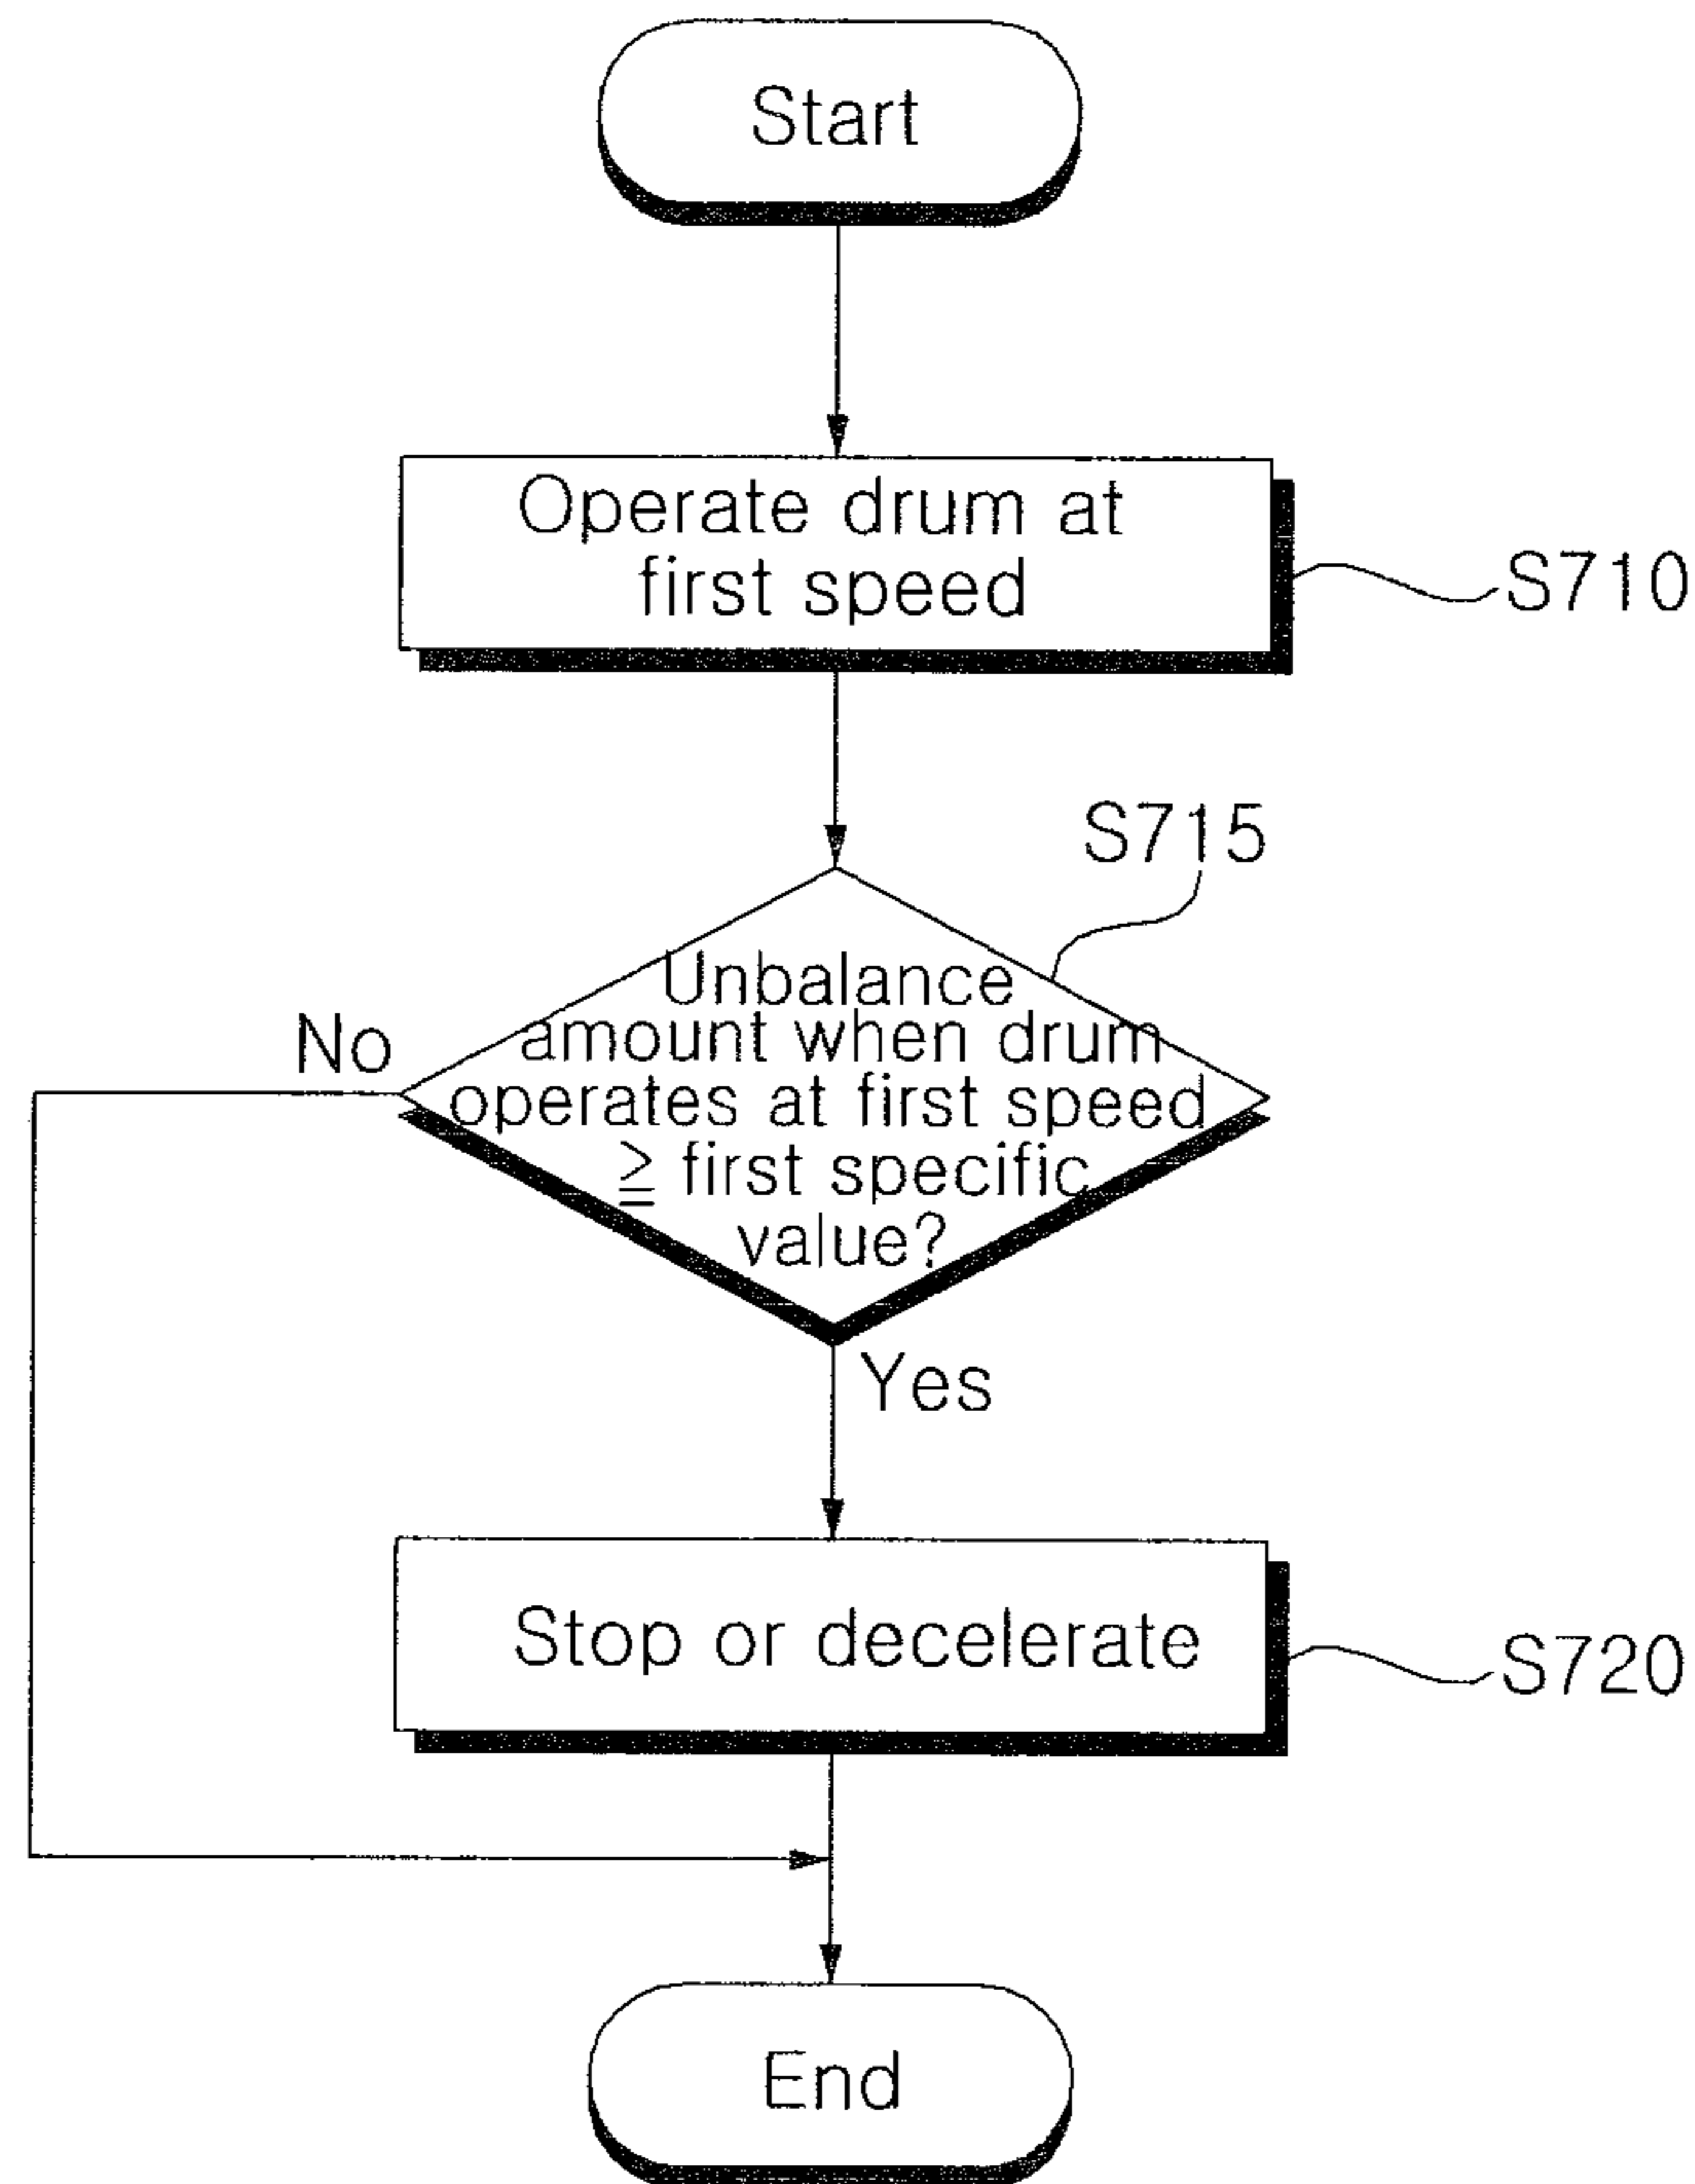 Start
Operate drum at
first speed
S710
S715
Unbalance
amount when drum
operates at first speed
≧ first specific
value?
No
Yes
Stop or decelerate
S720
End